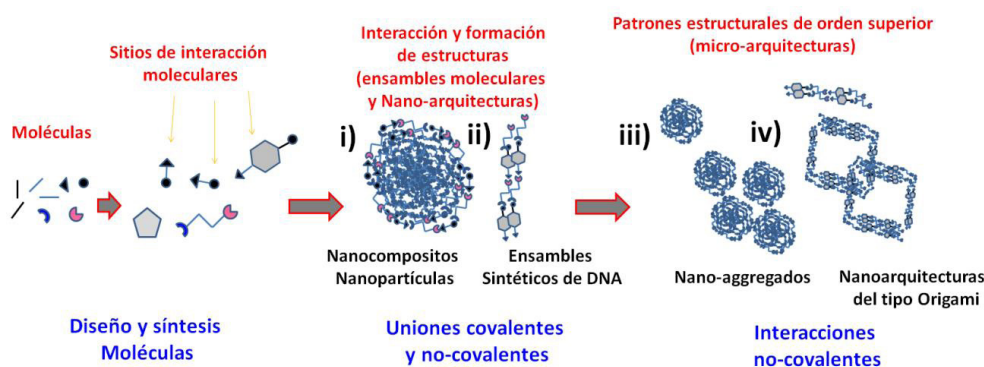 Moléculas
Sitios de interacción
moleculares
Interacción y formación
de estructuras
(ensambles moleculares
y Nano-arquitecturas)
Patrones estructurales de orden superior
(micro-arquitecturas)
i)
ii)
iii)
iv)
Nanocompositos
Nanopartículas
Ensambles
Sintéticos de DNA
Nano-aggregados
Nanoarquitecturas
del tipo Origami
Diseño y síntesis
Moléculas
Uniones covalentes
y no-covalentes
Interacciones
no-covalentes